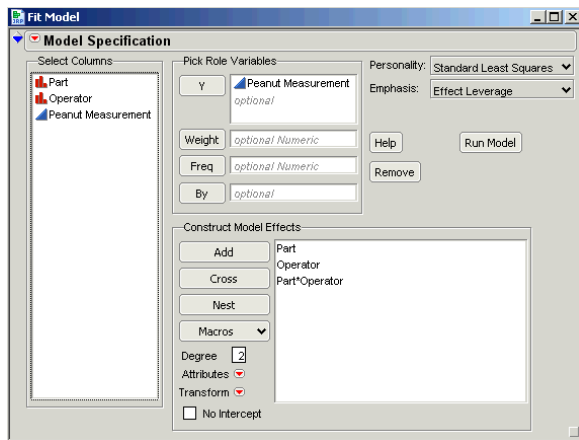 Fit Model
Model Specification
Select Columns
Part
Operator
Peanut Measurement
Pick Role Variables
Y
Peanut Measurement
optional
Weight
optional Numeric
Freq
optional Numeric
By
optional
Personality:
Standard Least Squares
Emphasis:
Effect Leverage
Help
Run Model
Remove
Construct Model Effects
Add
Cross
Nest
Macros
Degree 2
Attributes
Transform
No Intercept
Part
Operator
Part*Operator